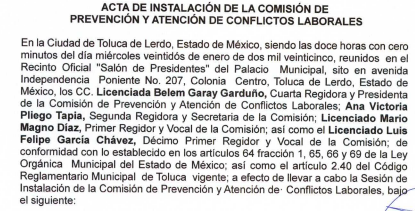 ACTA DE INSTALACIÓN DE LA COMISIÓN DE
PREVENCIÓN Y ATENCIÓN DE CONFLICTOS LABORALES
En la Ciudad de Toluca de Lerdo, Estado de México, siendo las doce horas con cero
minutos del día miércoles veintidós de enero de dos mil veinticinco, reunidos en el
Recinto Oficial "Salón de Presidentes" del Palacio Municipal, sito en avenida
Independencia Poniente No. 207, Colonia Centro, Toluca de Lerdo, Estado de
México, los CC. Licenciada Belem Garay Garduño, Cuarta Regidora y Presidenta
de la Comisión de Prevención y Atención de Conflictos Laborales; Ana Victoria
Pliego Tapia, Segunda Regidora y Secretaria de la Comisión; Licenciado Mario
Magno Díaz, Primer Regidor y Vocal de la Comisión; así como el Licenciado Luis
Felipe García Chávez, Décimo Primer Regidor y Vocal de la Comisión; de
conformidad con lo establecido en los artículos 64 fracción 1, 65, 66 y 69 de la Ley
Orgánica Municipal del Estado de México; así como el artículo 2.40 del Código
Reglamentario Municipal de Toluca vigente; a efecto de llevar a cabo la Sesión de
Instalación de la Comisión de Prevención y Atención de Conflictos Laborales, bajo
el siguiente: